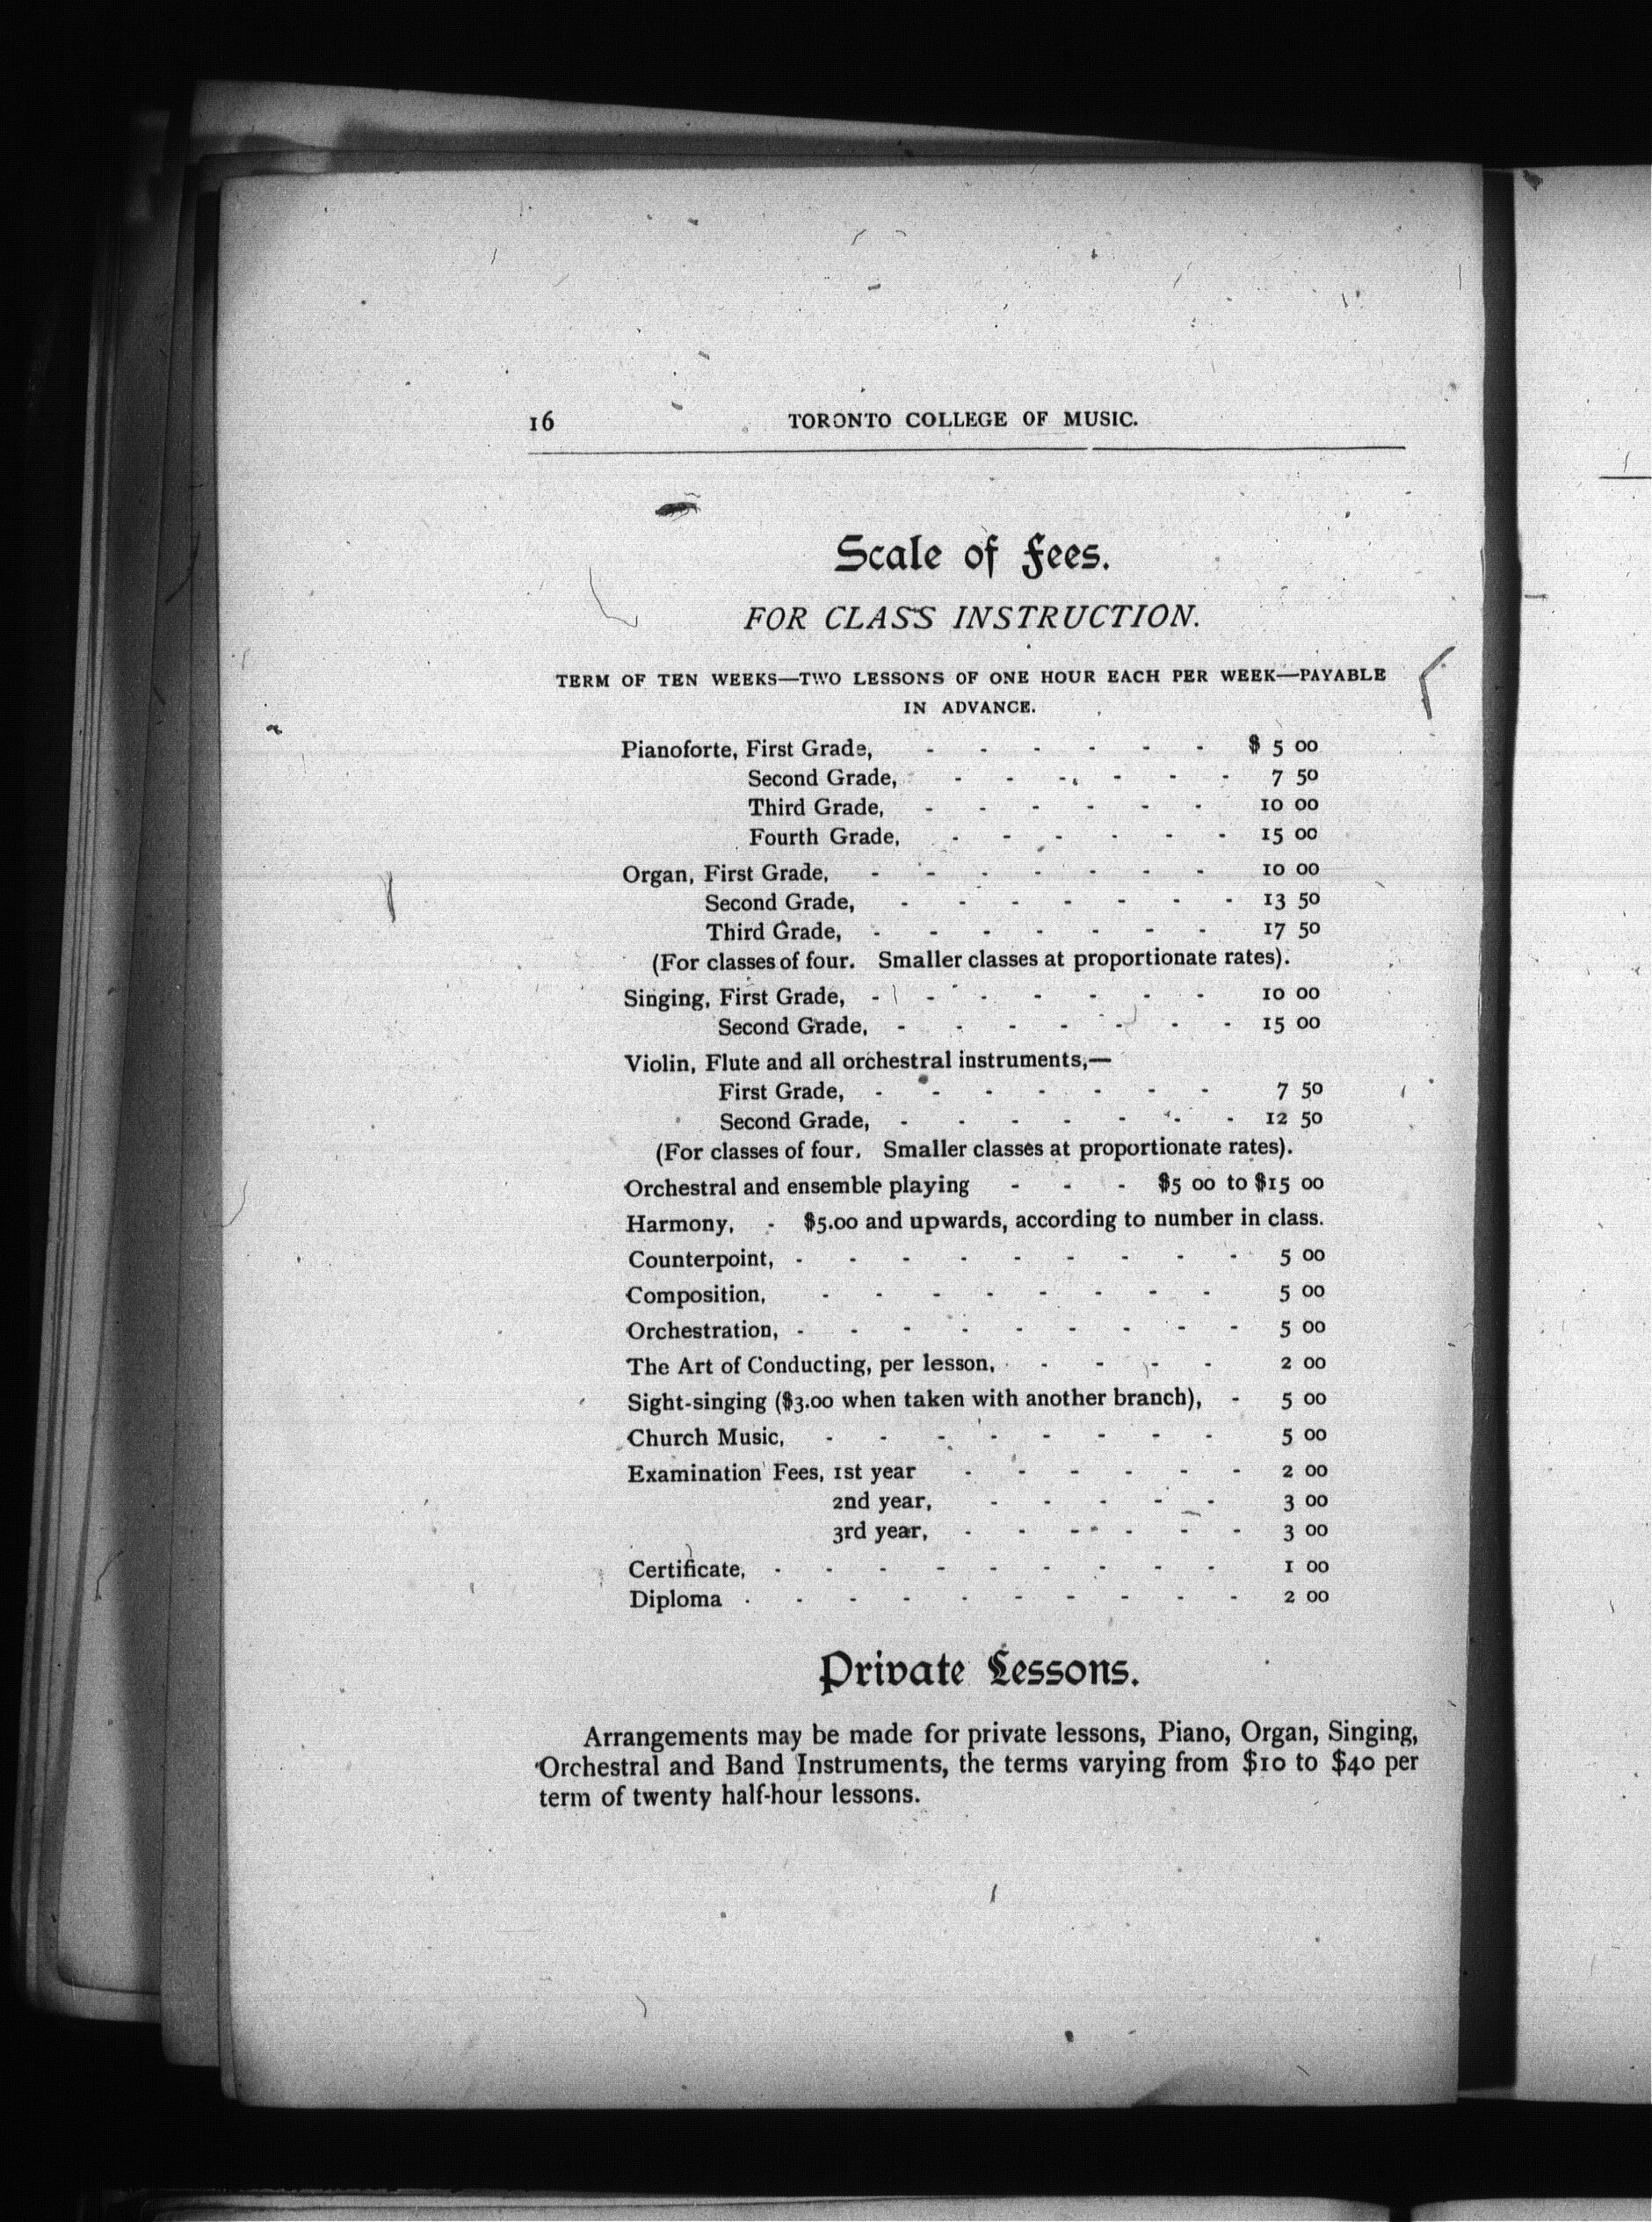 16 TORONTO COLLEGE OF MUSIC.
Scale of Fees.
FOR CLASS INSTRUCTION.
TERM OF TEN WEEKS—TWO LESSONS OF ONE HOUR EACH PER WEEK—PAYABLE
IN ADVANCE.
Pianoforte, First Grade, - - - - - - $ 5 00
Second Grade, - - - - - - 7 50
Third Grade, - - - - - - 10 00
Fourth Grade, - - - - - - 15 00
Organ, First Grade, - - - - - - - 10 00
Second Grade, - - - - - - - 13 50
Third Grade, - - - - - - - 17 50
(For classes of four. Smaller classes at proportionate rates).
Singing, First Grade, - - - - - - - 10 00
Second Grade, - - - - - - - 15 00
Violin, Flute and all orchestral instruments,—
First Grade, - - - - - - - 7 50
Second Grade, - - - - - - - 12 50
(For classes of four. Smaller classes at proportionate rates).
Orchestral and ensemble playing - - - $5 00 to $15 00
Harmony, - $5.00 and upwards, according to number in class.
Counterpoint, - - - - - - - - - 5 00
Composition, - - - - - - - - 5 00
Orchestration, - - - - - - - - - 5 00
The Art of Conducting, per lesson, - - - - 2 00
Sight-singing ($3.00 when taken with another branch), - 5 00
Church Music, - - - - - - - - 5 00
Examination Fees, 1st year - - - - - - 2 00
2nd year, - - - - - 3 00
3rd year, - - - - - - 3 00
Certificate, - - - - - - - - - 1 00
Diploma - - - - - - - - - - 2 00
Private Lessons.
Arrangements may be made for private lessons, Piano, Organ, Singing,
Orchestral and Band Instruments, the terms varying from $10 to $40 per
term of twenty half-hour lessons.